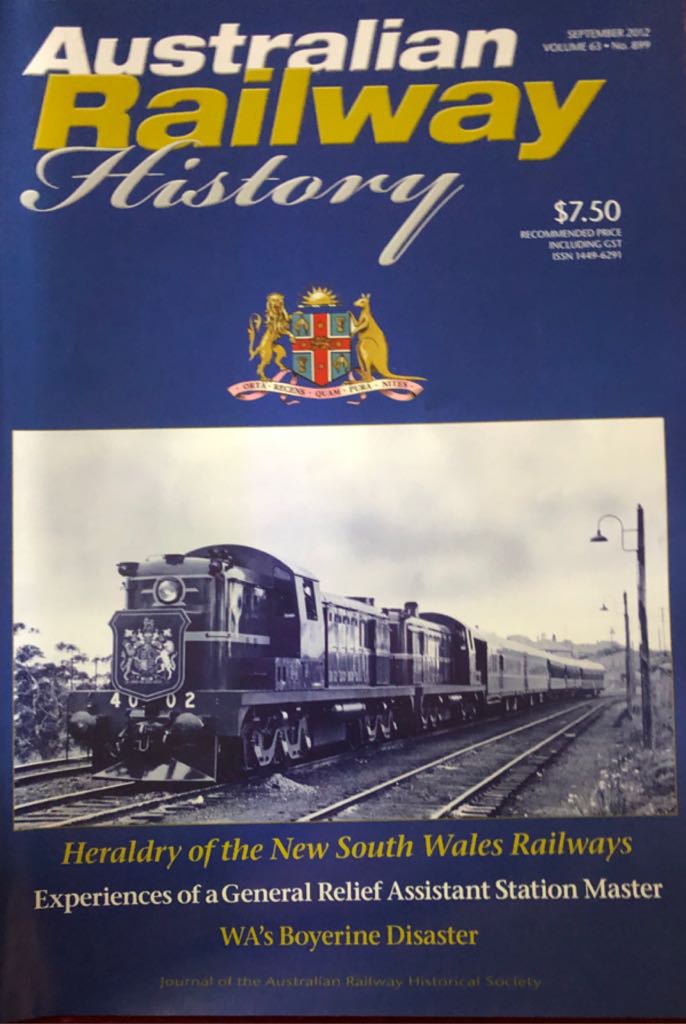 Australian
Railway
History
SEPTEMBER 2012
VOLUME 63 • No. 899
$7.50
RECOMMENDED PRICE
INCLUDING GST
ISSN 1449-6291
ORTA RECENS QUAM PURA NITES
40 02
Heraldry of the New South Wales Railways
Experiences of a General Relief Assistant Station Master
WA's Boyerine Disaster
Journal of the Australian Railway Historical Society